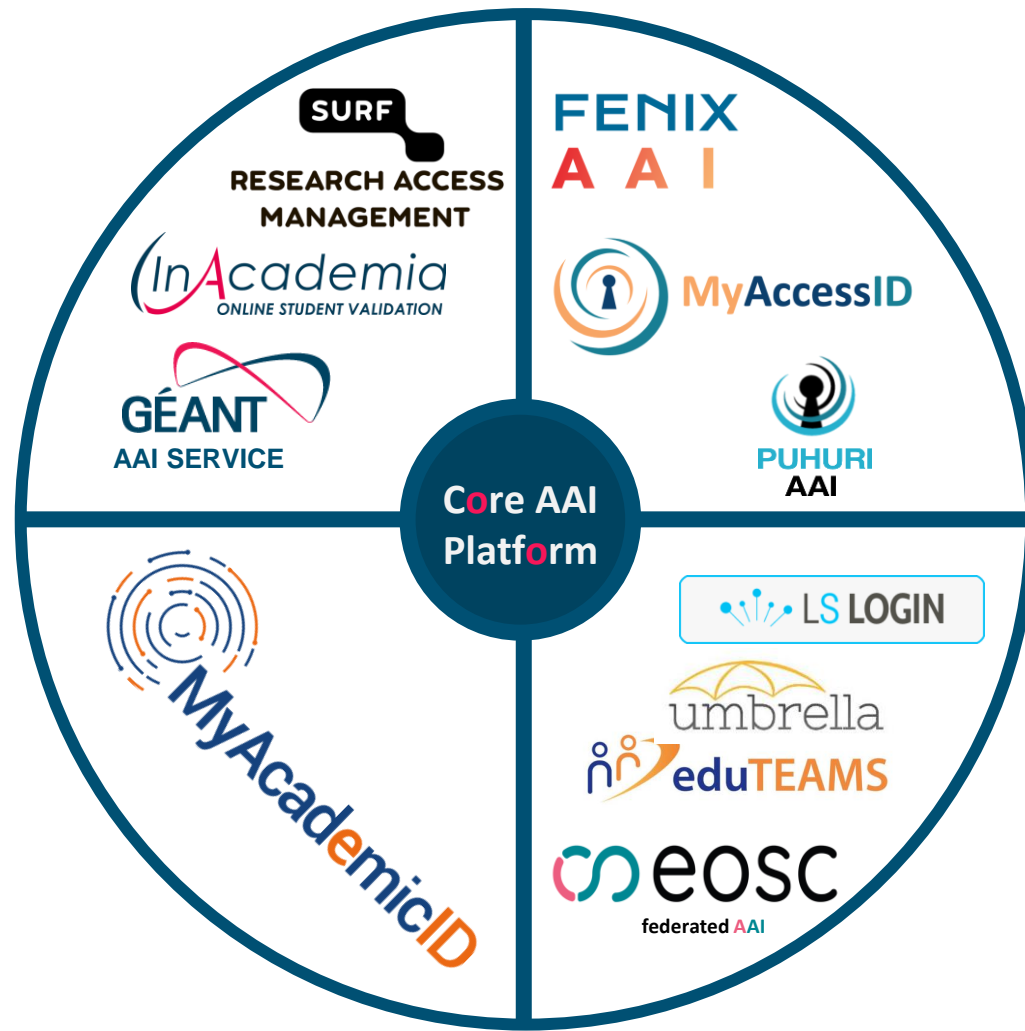 SURF
RESEARCH ACCESS
MANAGEMENT
InAcademia
ONLINE STUDENT VALIDATION
GÉANT
AAI SERVICE
FENIX
AAI
MyAccessID
PUHURI
AAI
Core AAI
Platform
MyAcademicID
LS LOGIN
umbrella
eduTEAMS
eosc
federated AAI